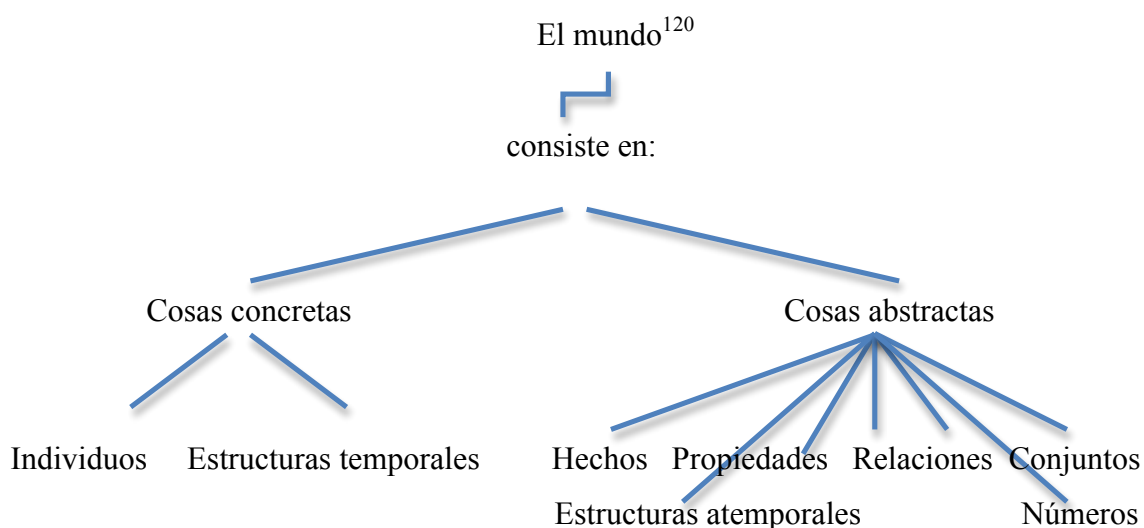 El mundo120
consiste en:
Cosas concretas Cosas abstractas
Individuos Estructuras temporales Hechos Propiedades Relaciones Conjuntos
Estructuras atemporales Números